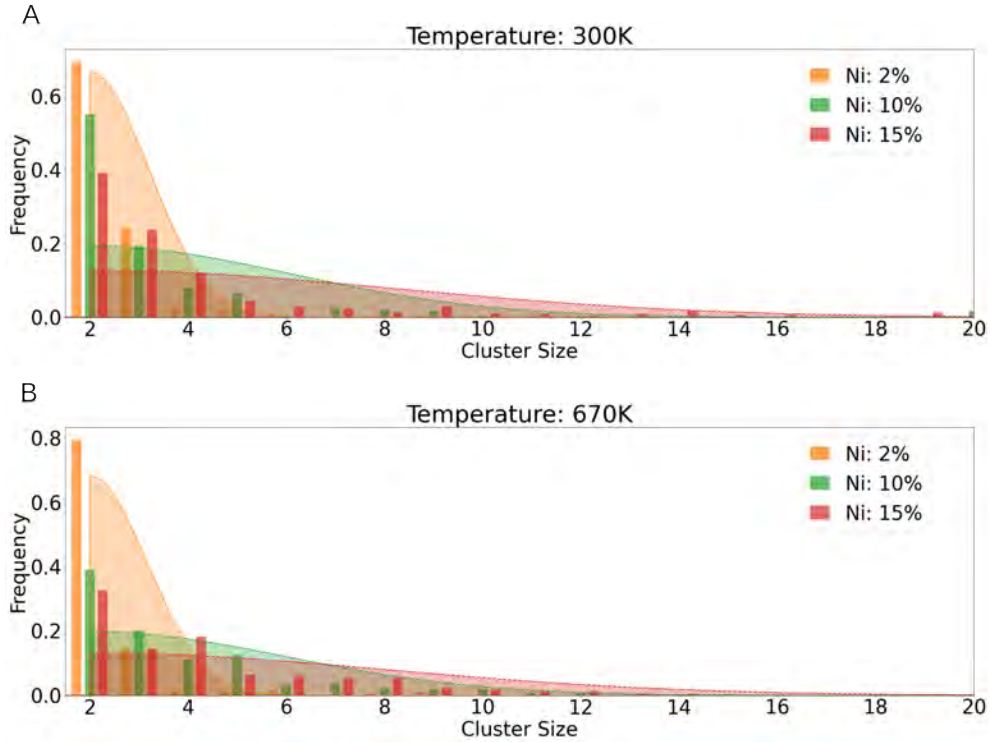 A
Temperature: 300K
Ni: 2%
Ni: 10%
Ni: 15%
Frequency
0.6
0.4
0.2
0.0
2 4 6 8 10 12 14 16 18 20
Cluster Size
B
Temperature: 670K
Ni: 2%
Ni: 10%
Ni: 15%
Frequency
0.8
0.6
0.4
0.2
0.0
2 4 6 8 10 12 14 16 18 20
Cluster Size